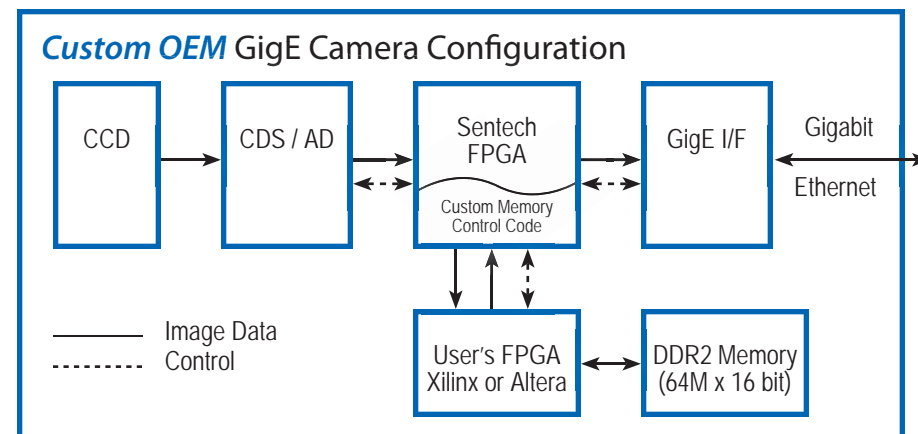 Custom OEM GigE Camera Configuration
CCD
CDS / AD
Sentech
FPGA
Custom Memory
Control Code
GigE I/F
Gigabit
Ethernet
Image Data
Control
User's FPGA
Xilinx or Altera
DDR2 Memory
(64M x 16 bit)